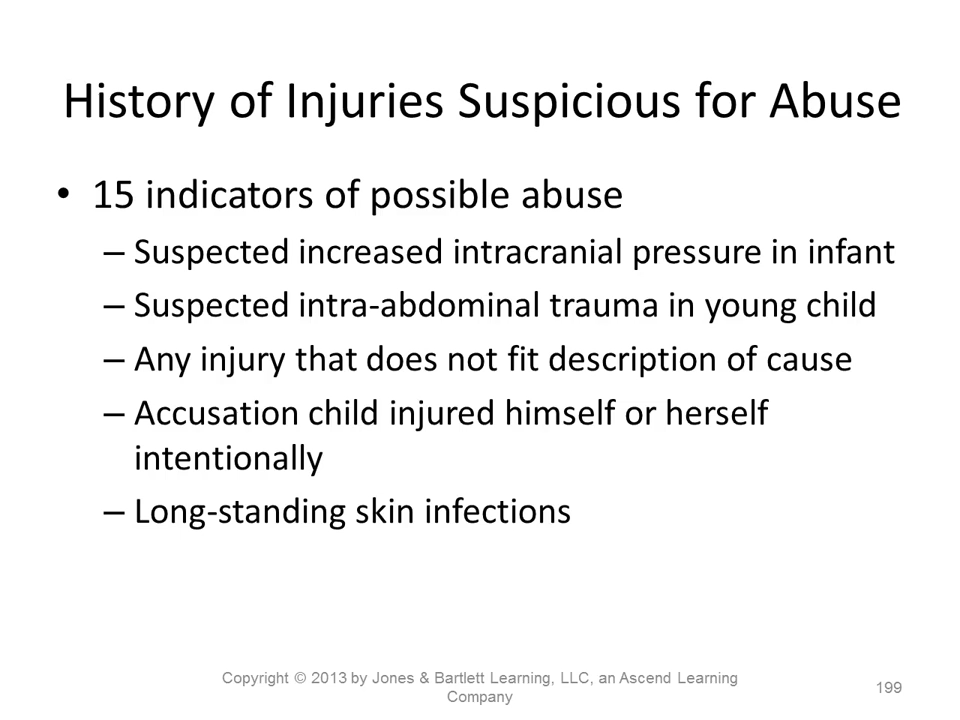 History of Injuries Suspicious for Abuse
• 15 indicators of possible abuse
– Suspected increased intracranial pressure in infant
– Suspected intra-abdominal trauma in young child
– Any injury that does not fit description of cause
– Accusation child injured himself or herself
intentionally
– Long-standing skin infections
Copyright © 2013 by Jones & Bartlett Learning, LLC, an Ascend Learning
Company
199